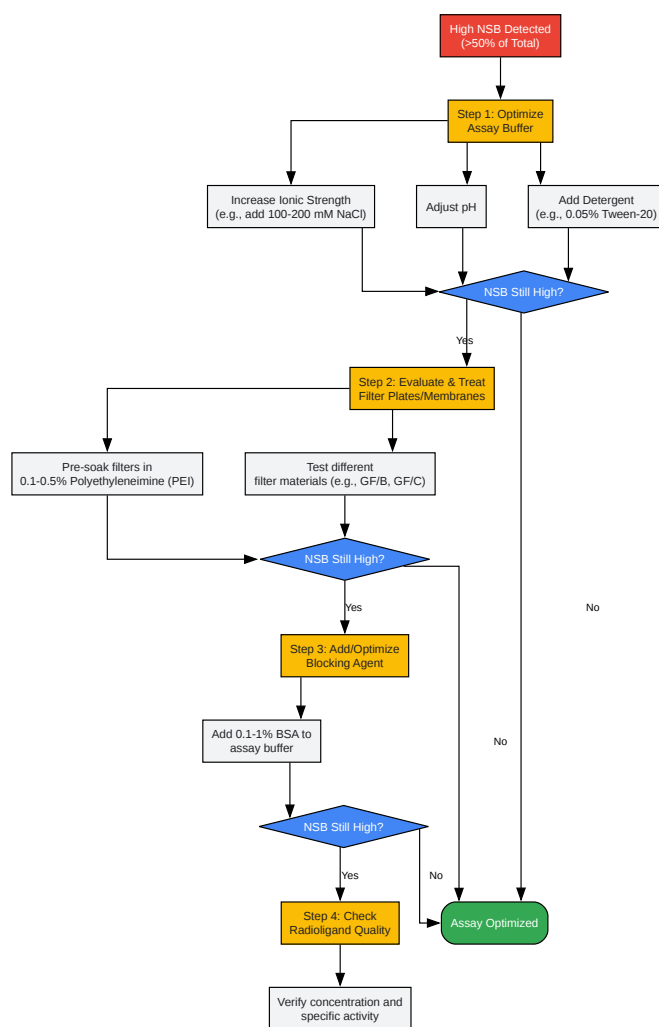 High NSB Detected
(>50% of Total)
Step 1: Optimize
Assay Buffer
Increase Ionic Strength
(e.g., add 100-200 mM NaCl)
Adjust pH
Add Detergent
(e.g., 0.05% Tween-20)
NSB Still High?
Yes
Step 2: Evaluate & Treat
Filter Plates/Membranes
Pre-soak filters in
0.1-0.5% Polyethyleneimine (PEI)
Test different
filter materials (e.g., GF/B, GF/C)
NSB Still High?
Yes
No
Step 3: Add/Optimize
Blocking Agent
Add 0.1-1% BSA to
assay buffer
No
NSB Still High?
Yes
No
Step 4: Check
Radioligand Quality
Assay Optimized
Verify concentration and
specific activity